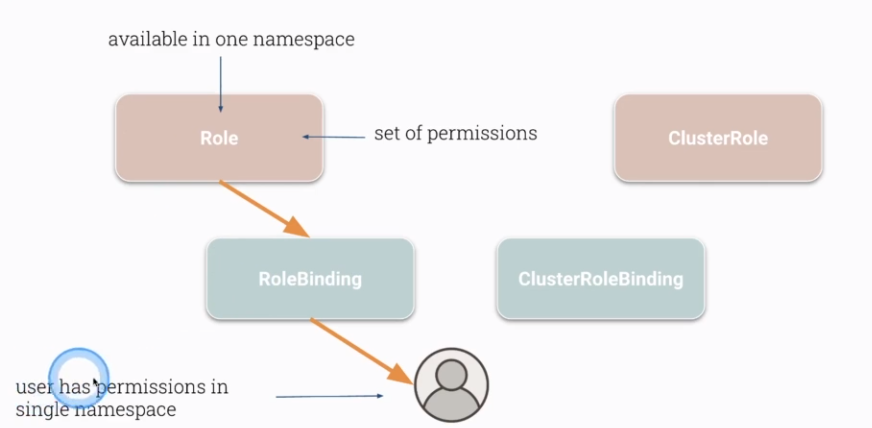 available in one namespace
Role
set of permissions
ClusterRole
RoleBinding
ClusterRoleBinding
user has permissions in
single namespace